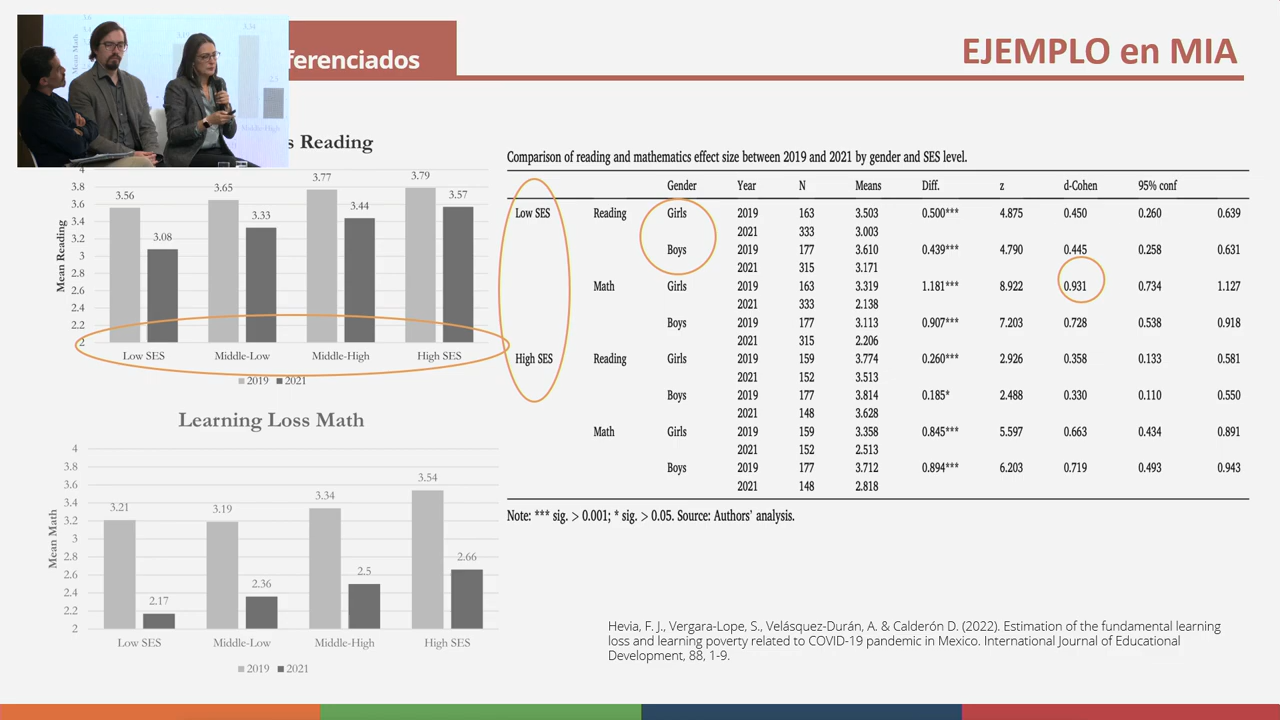 ferenciados
EJEMPLO en MIA
s Reading
4
3.8
3.6
3.4
3.2
3
2.8
2.6
2.4
2.2
2
Mean Reading
3.56
3.08
3.65
3.33
3.77
3.44
3.79
3.57
Low SES Middle-Low Middle-High High SES
2019 2021
Learning Loss Math
4
3.8
3.6
3.4
3.2
3
2.8
2.6
2.4
2.2
2
Mean Math
3.21
2.17
3.19
2.36
3.34
2.5
3.54
2.66
Low SES Middle-Low Middle-High High SES
2019 2021
Comparison of reading and mathematics effect size between 2019 and 2021 by gender and SES level.
Gender Year N Means Diff. z d-Cohen 95% conf
Low SES Reading Girls 2019 163 3.503 0.500*** 4.875 0.450 0.260 0.639
2021 333 3.003
Boys 2019 177 3.610 0.439*** 4.790 0.445 0.258 0.631
2021 315 3.171
Math Girls 2019 163 3.319 1.181*** 8.922 0.931 0.734 1.127
2021 333 2.138
Boys 2019 177 3.113 0.907*** 7.203 0.728 0.538 0.918
2021 315 2.206
High SES Reading Girls 2019 159 3.774 0.260*** 2.926 0.358 0.133 0.581
2021 152 3.513
Boys 2019 177 3.814 0.185* 2.488 0.330 0.110 0.550
2021 148 3.628
Math Girls 2019 159 3.358 0.845*** 5.597 0.663 0.434 0.891
2021 152 2.513
Boys 2019 177 3.712 0.894*** 6.203 0.719 0.493 0.943
2021 148 2.818
Note: *** sig. > 0.001; * sig. > 0.05. Source: Authors' analysis.
Hevia, F. J., Vergara-Lope, S., Velásquez-Durán, A. & Calderón D. (2022). Estimation of the fundamental learning
loss and learning poverty related to COVID-19 pandemic in Mexico. International Journal of Educational
Development, 88, 1-9.